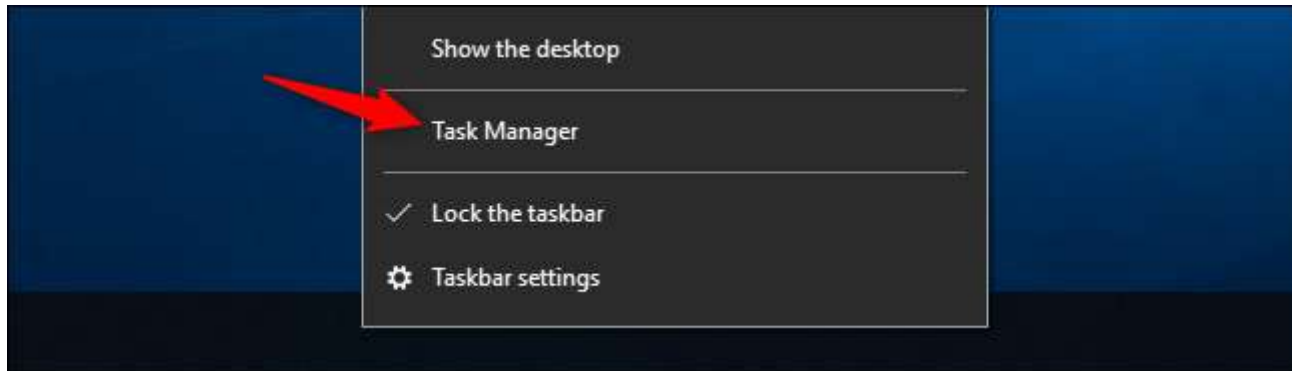 Show the desktop
Task Manager
Lock the taskbar
Taskbar settings